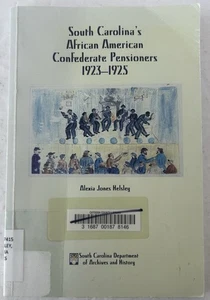 South Carolina's
African American
Confederate Pensioners
1923–1925
Alexia Jones Helsley
3 1687 00187 8146
South Carolina Department
of Archives and History